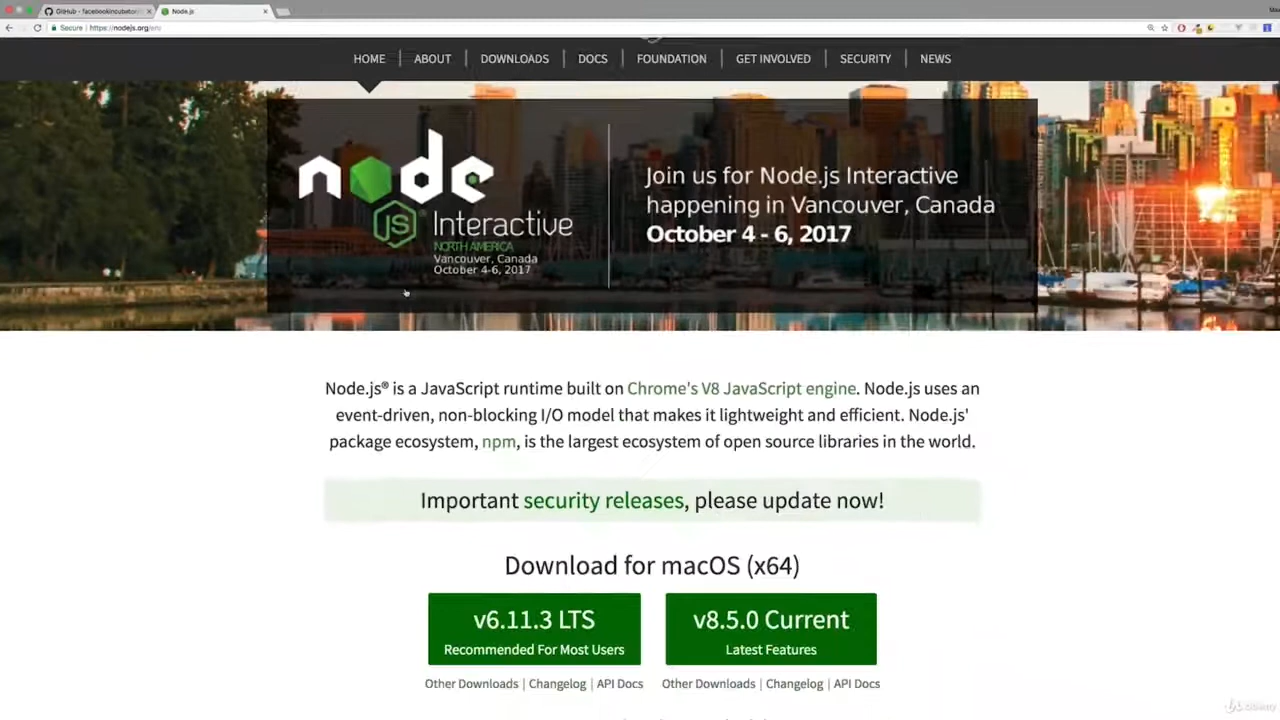 GitHub - facebookincubator
Node.js
Secure
https://nodejs.org/en/
HOME
ABOUT
DOWNLOADS
DOCS
FOUNDATION
GET INVOLVED
SECURITY
NEWS
node
JS Interactive
NORTH AMERICA
Vancouver, Canada
October 4-6, 2017
Join us for Node.js Interactive
happening in Vancouver, Canada
October 4 - 6, 2017
Node.js® is a JavaScript runtime built on Chrome's V8 JavaScript engine. Node.js uses an
event-driven, non-blocking I/O model that makes it lightweight and efficient. Node.js'
package ecosystem, npm, is the largest ecosystem of open source libraries in the world.
Important security releases, please update now!
Download for macOS (x64)
v6.11.3 LTS
Recommended For Most Users
v8.5.0 Current
Latest Features
Other Downloads | Changelog | API Docs
Other Downloads | Changelog | API Docs
Udemy